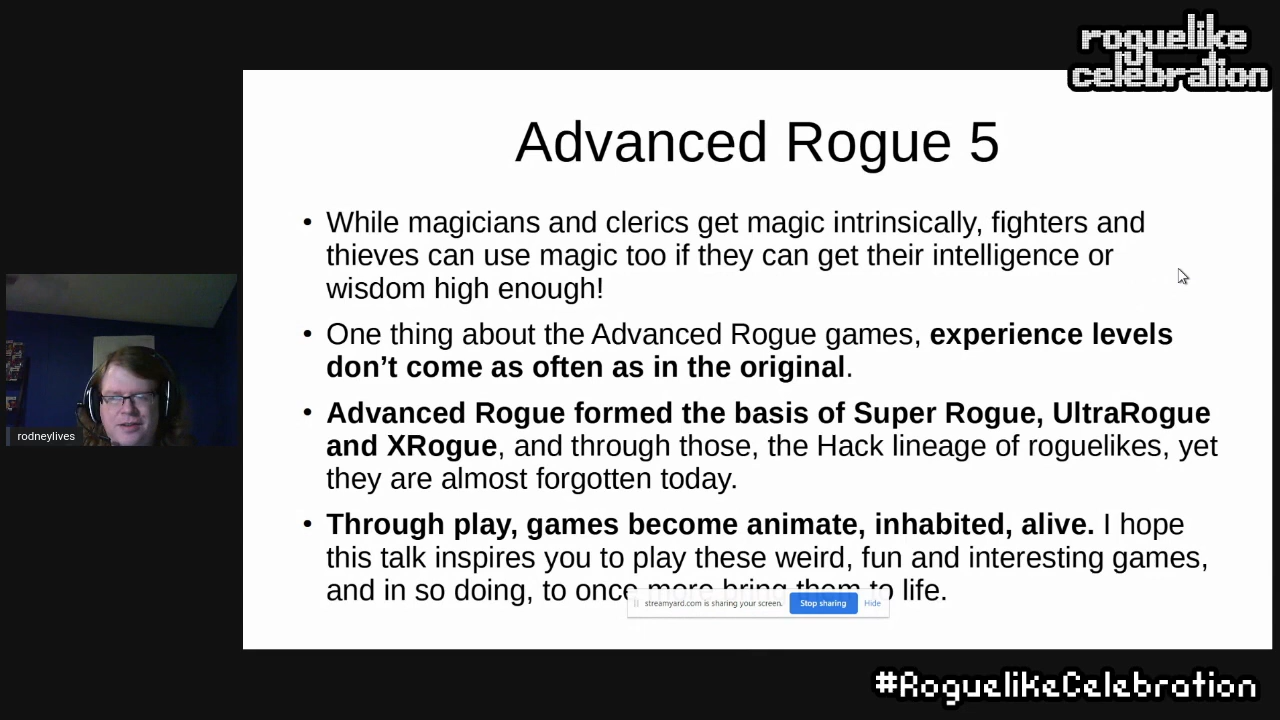 roguelike
celebration
Advanced Rogue 5
• While magicians and clerics get magic intrinsically, fighters and
thieves can use magic too if they can get their intelligence or
wisdom high enough!
• One thing about the Advanced Rogue games, experience levels
don’t come as often as in the original.
• Advanced Rogue formed the basis of Super Rogue, UltraRogue
and XRogue, and through those, the Hack lineage of roguelikes, yet
they are almost forgotten today.
• Through play, games become animate, inhabited, alive. I hope
this talk inspires you to play these weird, fun and interesting games,
and in so doing, to once more bring them to life.
streamyard.com is sharing your screen. Stop sharing Hide
rodneylives
#RoguelikeCelebration